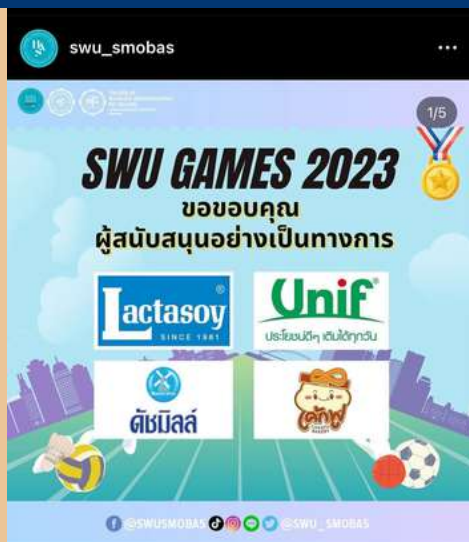 swu_smobas
1/5
SWU GAMES 2023
ขอขอบคุณ
ผู้สนับสนุนอย่างเป็นทางการ
Lactasoy
SINCE 1981
Unif
ประโยชน์ดีๆ เติมได้ทุกวัน
ดัชมิลล์
@SWUSMOBAS @SWU_SMOBAS